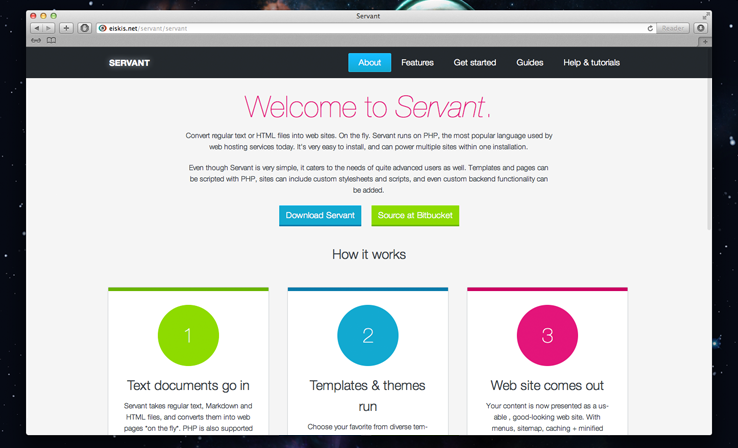 Servant
eiskis.net/servant/servant
Reader
SERVANT
About
Features
Get started
Guides
Help & tutorials
Welcome to Servant.
Convert regular text or HTML files into web sites. On the fly. Servant runs on PHP, the most popular language used by
web hosting services today. It's very easy to install, and can power multiple sites within one installation.
Even though Servant is very simple, it caters to the needs of quite advanced users as well. Templates and pages can
be scripted with PHP, sites can include custom stylesheets and scripts, and even custom backend functionality can
be added.
Download Servant
Source at Bitbucket
How it works
1
Text documents go in
Servant takes regular text, Markdown and
HTML files, and converts them into web
pages *on the fly*. PHP is also supported
2
Templates & themes
run
Choose your favorite from diverse tem-
3
Web site comes out
Your content is now presented as a us-
able , good-looking web site. With
menus, sitemap, caching + minified